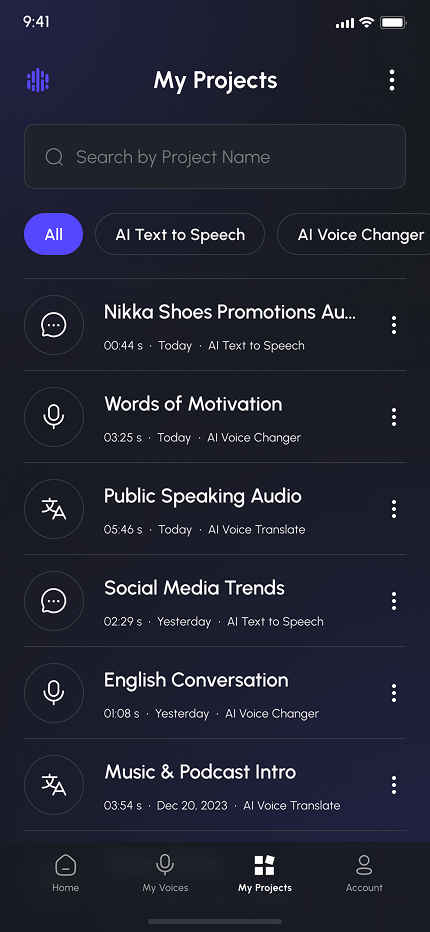 9:41
My Projects
Search by Project Name
All
AI Text to Speech
AI Voice Changer
Nikka Shoes Promotions Au...
00:44 s · Today · AI Text to Speech
Words of Motivation
03:25 s · Today · AI Voice Changer
文A
Public Speaking Audio
05:46 s · Today · AI Voice Translate
Social Media Trends
02:29 s · Yesterday · AI Text to Speech
English Conversation
01:08 s · Yesterday · AI Voice Changer
文A
Music & Podcast Intro
03:54 s · Dec 20, 2023 · AI Voice Translate
Home
My Voices
My Projects
Account